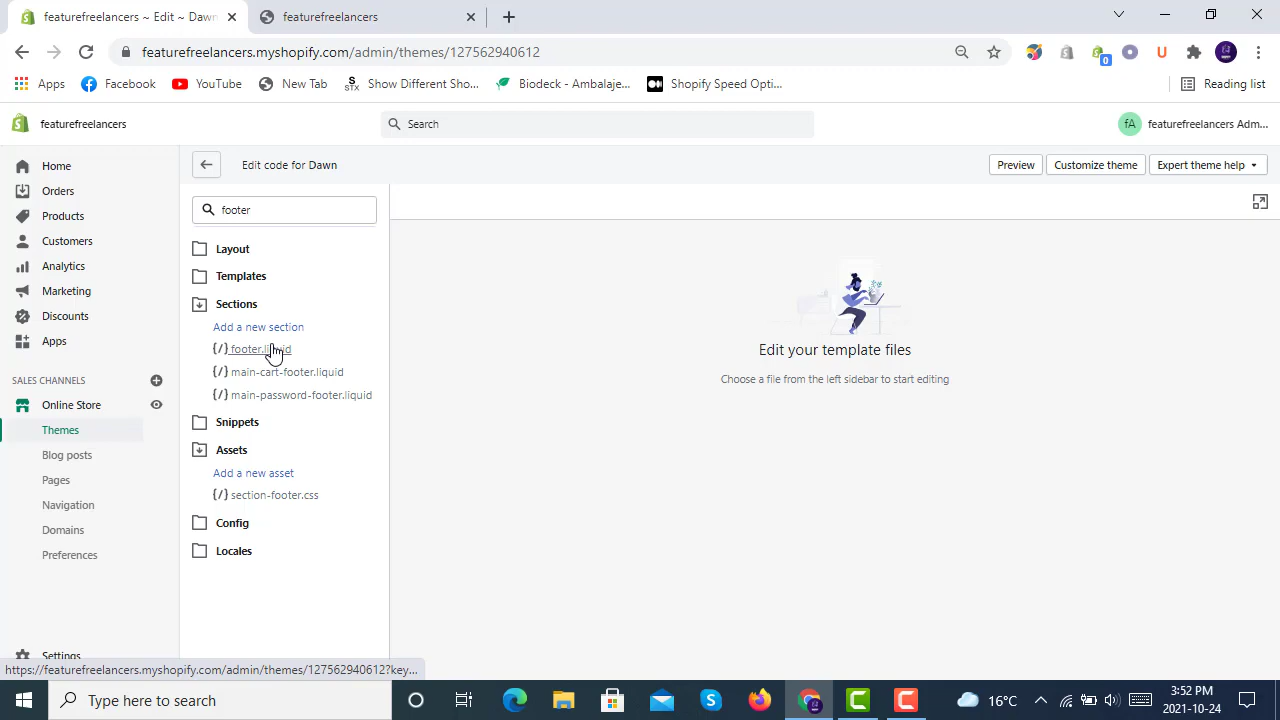 featurefreelancers ~ Edit ~ Dawn
featurefreelancers
featurefreelancers.myshopify.com/admin/themes/127562940612
0
Apps
Facebook
YouTube
New Tab
STX
Show Different Sho...
Biodeck - Ambalaje...
Shopify Speed Opti...
Reading list
featurefreelancers
Search
fA
featurefreelancers Adm...
Home
Orders
Products
Customers
Analytics
Marketing
Discounts
Apps
SALES CHANNELS
Online Store
Themes
Blog posts
Pages
Navigation
Domains
Preferences
Settings
Edit code for Dawn
Preview
Customize theme
Expert theme help
footer
Layout
Templates
Sections
Add a new section
{/} footer.liquid
{/} main-cart-footer.liquid
{/} main-password-footer.liquid
Snippets
Assets
Add a new asset
{/} section-footer.css
Config
Locales
Edit your template files
Choose a file from the left sidebar to start editing
https://featurefreelancers.myshopify.com/admin/themes/127562940612?key...
Type here to search
16°C
3:52 PM
2021-10-24